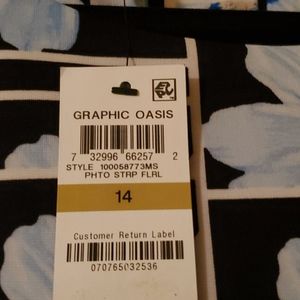 GRAPHIC OASIS
7 32996 66257 2
STYLE 100058773MS
PHTO STRP FLRL
14
Customer Return Label
070765032536